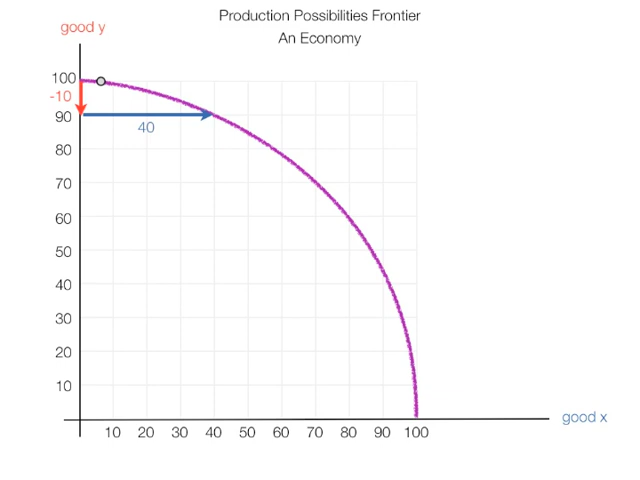 Production Possibilities Frontier
An Economy
good y
100
-10
90
40
80
70
60
50
40
30
20
10
good x
10 20 30 40 50 60 70 80 90 100